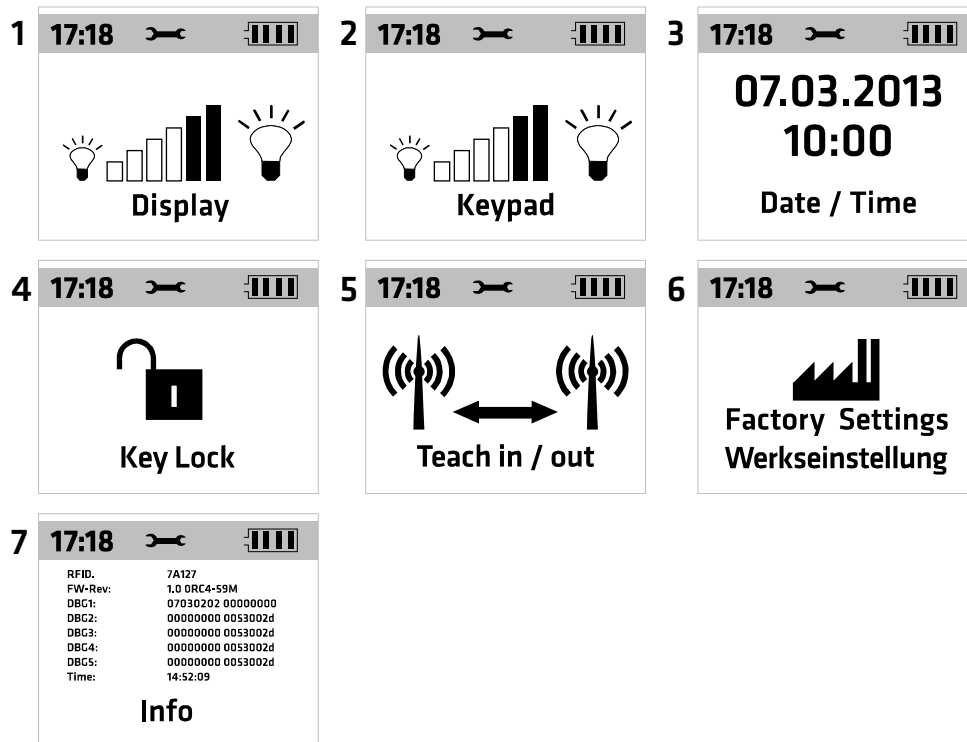 1
17:18
Display
2
17:18
Keypad
3
17:18
07.03.2013
10:00
Date / Time
4
17:18
Key Lock
5
17:18
Teach in / out
6
17:18
Factory Settings
Werkseinstellung
7
17:18
RFID. 7A127
FW-Rev: 1.0 0RC4-59M
DBG1: 07030202 00000000
DBG2: 00000000 0053002d
DBG3: 00000000 0053002d
DBG4: 00000000 0053002d
DBG5: 00000000 0053002d
Time: 14:52:09
Info